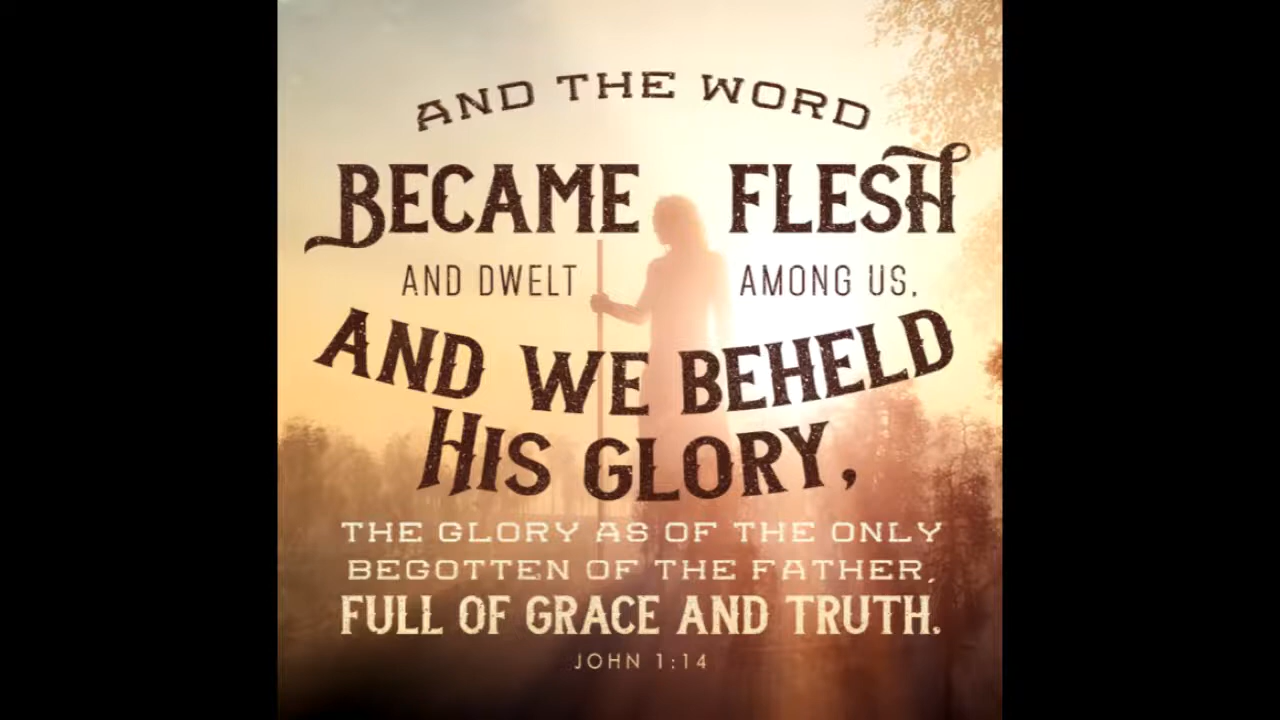 AND THE WORD
BECAME FLESH
AND DWELT AMONG US,
AND WE BEHELD
HIS GLORY,
THE GLORY AS OF THE ONLY
BEGOTTEN OF THE FATHER,
FULL OF GRACE AND TRUTH.
JOHN 1:14